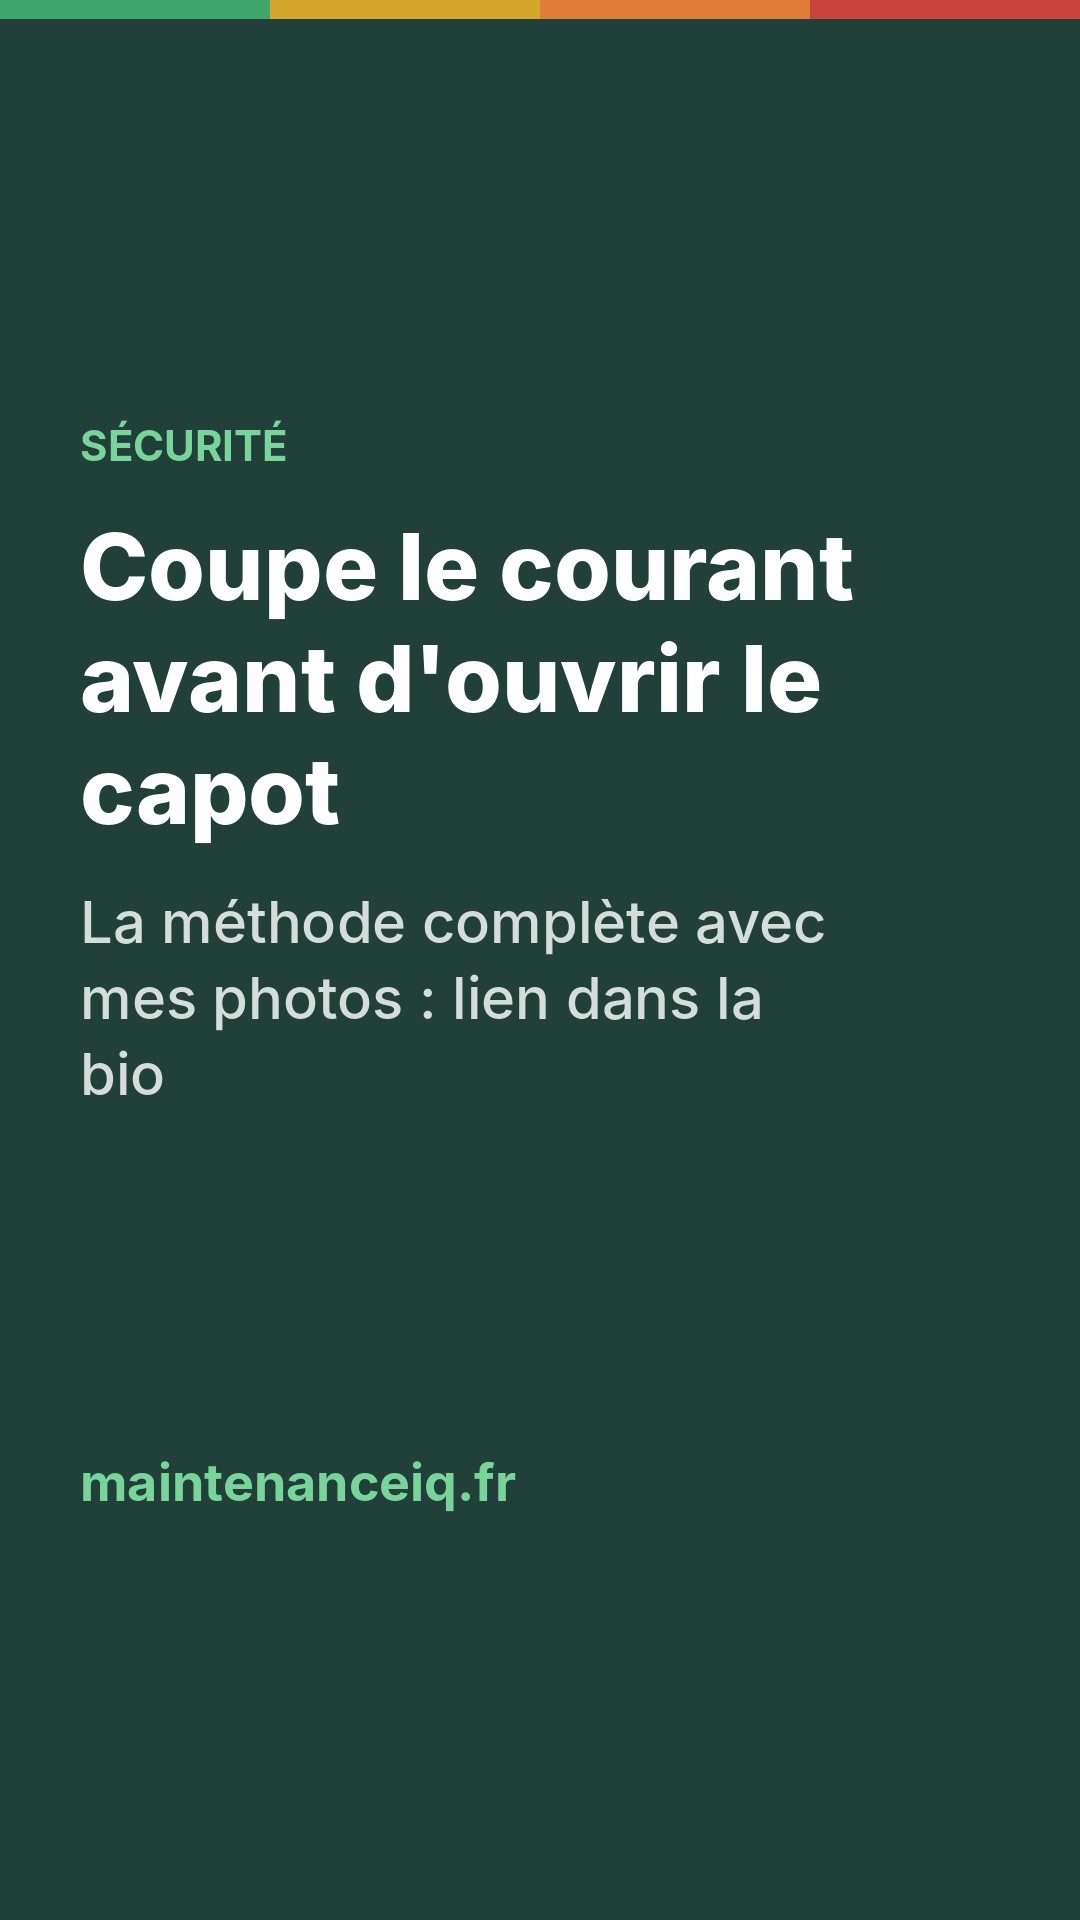 SÉCURITÉ
Coupe le courant
avant d'ouvrir le
capot
La méthode complète avec
mes photos : lien dans la
bio
maintenanceiq.fr